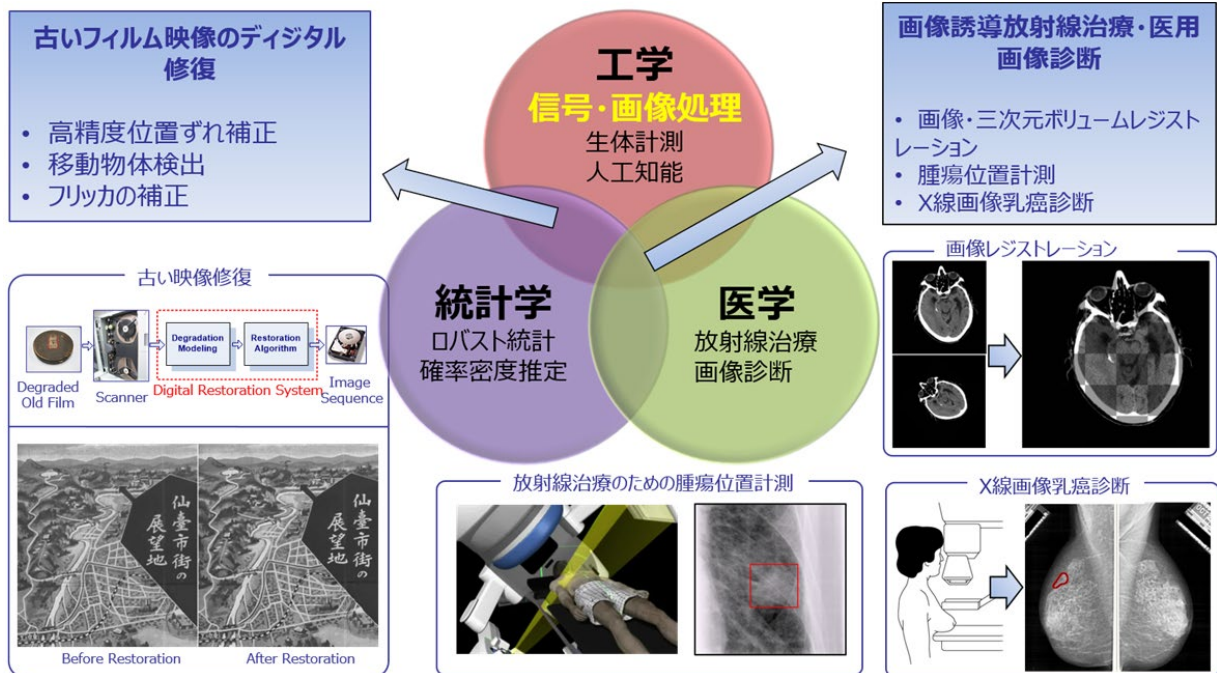 古いフィルム映像のディジタル
修復
• 高精度位置ずれ補正
• 移動物体検出
• フリッカの補正
工学
信号・画像処理
生体計測
人工知能
統計学
ロバスト統計
確率密度推定
医学
放射線治療
画像診断
画像誘導放射線治療・医用
画像診断
• 画像・三次元ボリュームレジスト
レーション
• 腫瘍位置計測
• X線画像乳癌診断
古い映像修復
Degraded
Old Film
Scanner
Degradation
Modeling
Restoration
Algorithm
Digital Restoration System
Image
Sequence
仙臺市街の
展望地
仙臺市街の
展望地
Before Restoration
After Restoration
放射線治療のための腫瘍位置計測
画像レジストレーション
X線画像乳癌診断